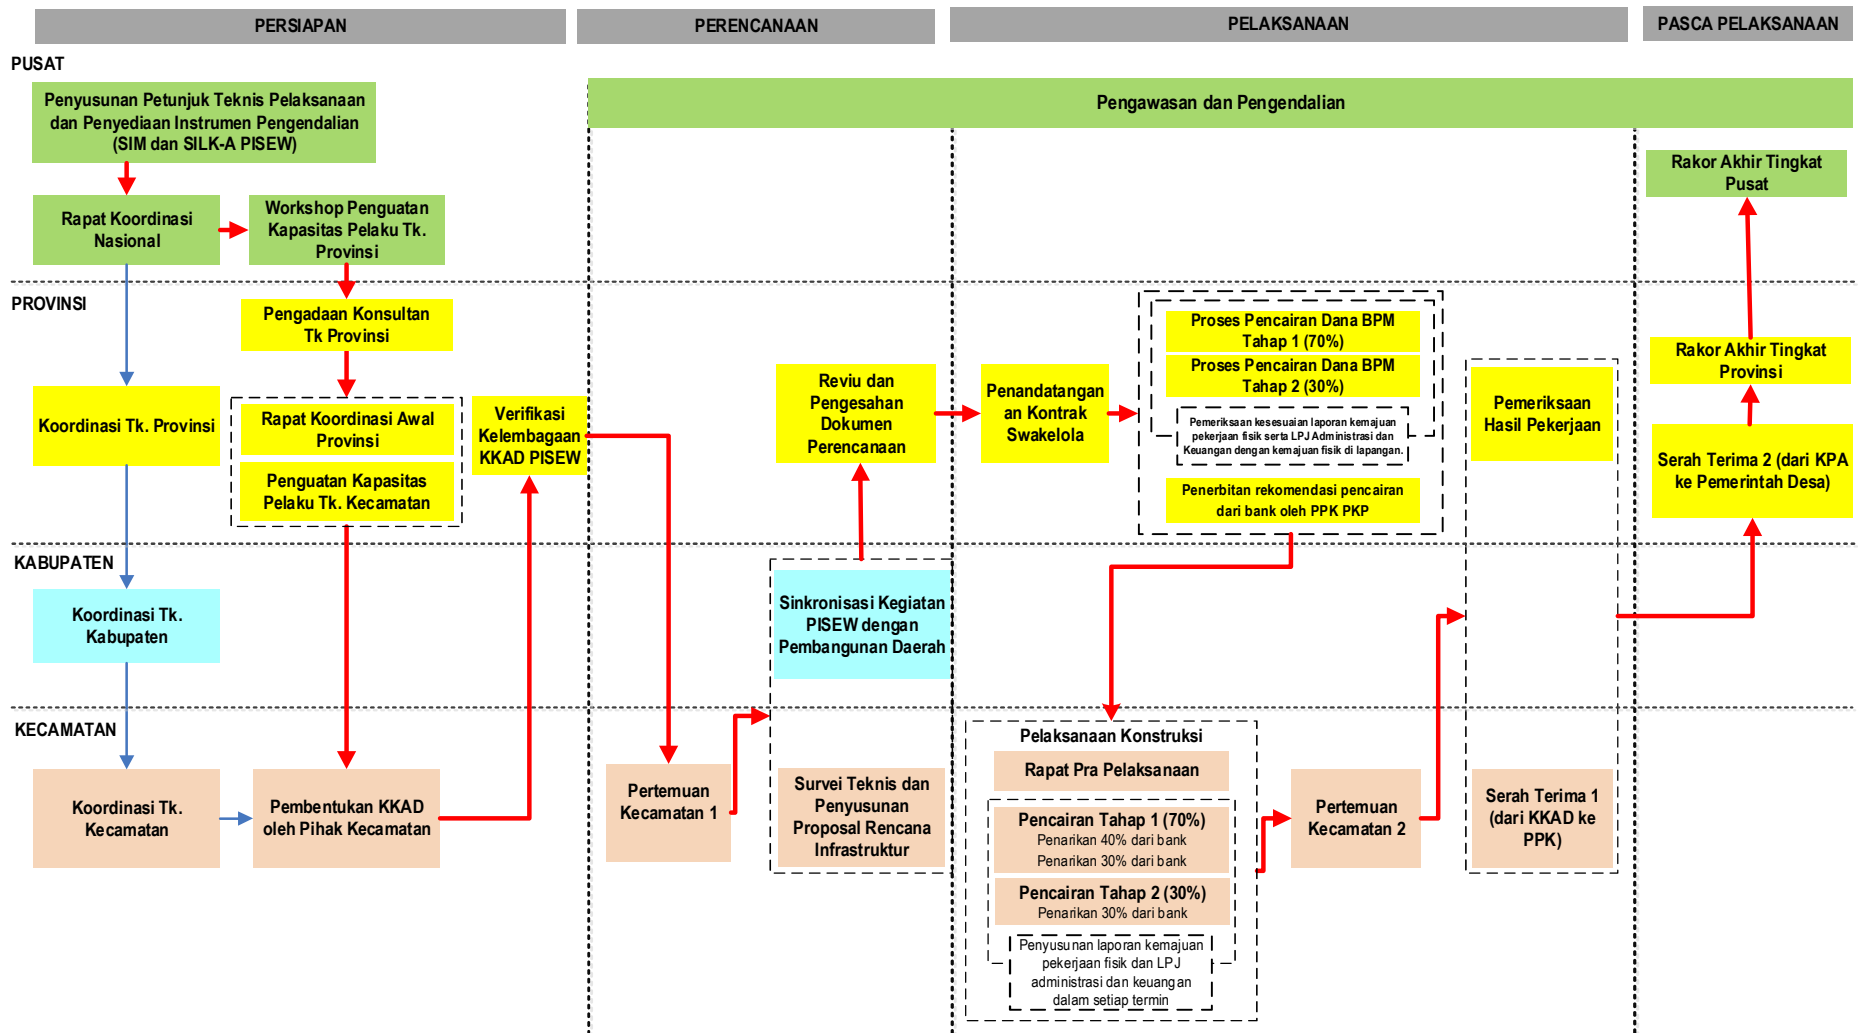 PERSIAPAN
PERENCANAAN
PELAKSANAAN
PASCA PELAKSANAAN
PUSAT
Penyusunan Petunjuk Teknis Pelaksanaan
dan Penyediaan Instrumen Pengendalian
(SIM dan SILK-A PISEW)
Pengawasan dan Pengendalian
Rapat Koordinasi
Nasional
Workshop Penguatan
Kapasitas Pelaku Tk.
Provinsi
Rakor Akhir Tingkat
Pusat
PROVINSI
Pengadaan Konsultan
Tk Provinsi
Koordinasi Tk. Provinsi
Rapat Koordinasi Awal
Provinsi
Penguatan Kapasitas
Pelaku Tk. Kecamatan
Verifikasi
Kelembagaan
KKAD PISEW
Reviu dan
Pengesahan
Dokumen
Perencanaan
Penandatangan
an Kontrak
Swakelola
Proses Pencairan Dana BPM
Tahap 1 (70%)
Proses Pencairan Dana BPM
Tahap 2 (30%)
Pemeriksaan kesesuaian laporan kemajuan
pekerjaan fisik serta LPJ Administrasi dan
Keuangan dengan kemajuan fisik di lapangan.
Penerbitan rekomendasi pencairan
dari bank oleh PPK PKP
Pemeriksaan
Hasil Pekerjaan
Rakor Akhir Tingkat
Provinsi
Serah Terima 2 (dari KPA
ke Pemerintah Desa)
KABUPATEN
Koordinasi Tk.
Kabupaten
Sinkronisasi Kegiatan
PISEW dengan
Pembangunan Daerah
KECAMATAN
Koordinasi Tk.
Kecamatan
Pembentukan KKAD
oleh Pihak Kecamatan
Pertemuan
Kecamatan 1
Survei Teknis dan
Penyusunan
Proposal Rencana
Infrastruktur
Pelaksanaan Konstruksi
Rapat Pra Pelaksanaan
Pencairan Tahap 1 (70%)
Penarikan 40% dari bank
Penarikan 30% dari bank
Pencairan Tahap 2 (30%)
Penarikan 30% dari bank
Penyusunan laporan kemajuan
pekerjaan fisik dan LPJ
administrasi dan keuangan
dalam setiap termin
Pertemuan
Kecamatan 2
Serah Terima 1
(dari KKAD ke
PPK)